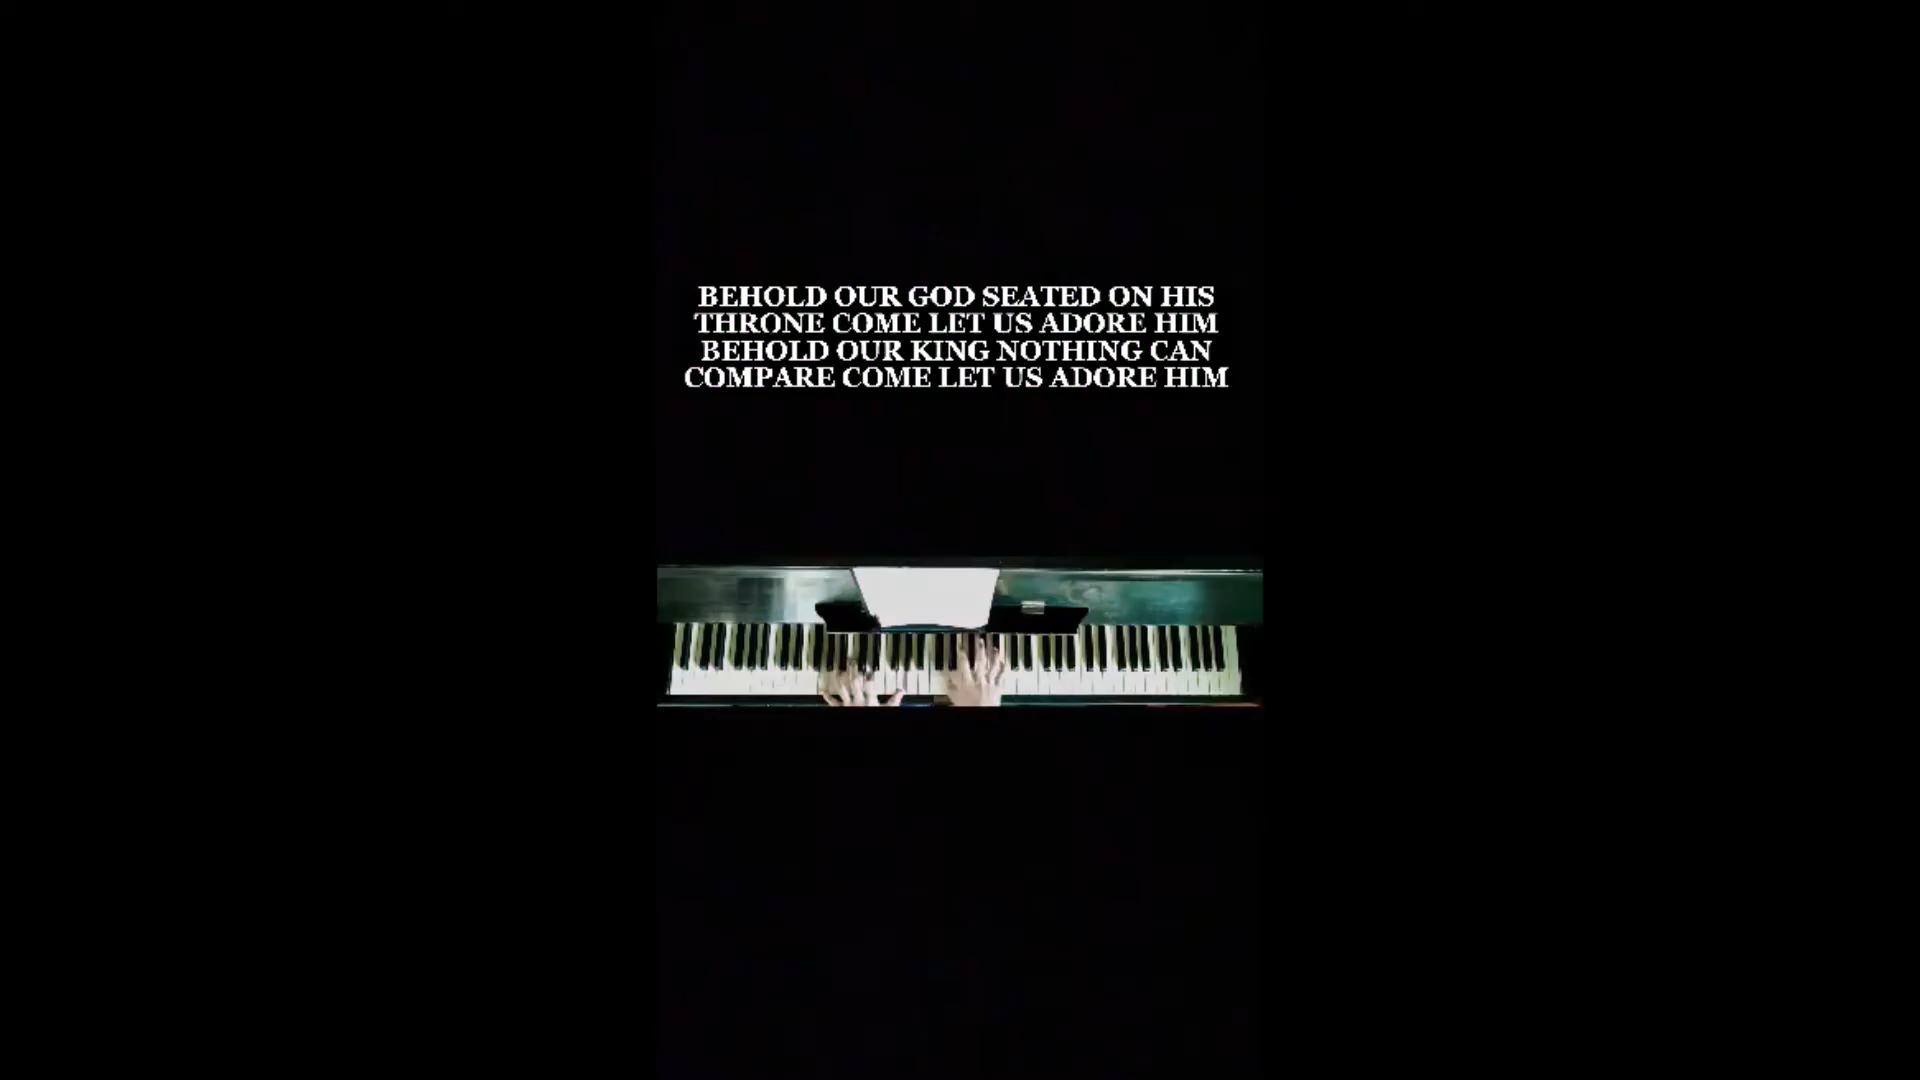 BEHOLD OUR GOD SEATED ON HIS
THRONE COME LET US ADORE HIM
BEHOLD OUR KING NOTHING CAN
COMPARE COME LET US ADORE HIM